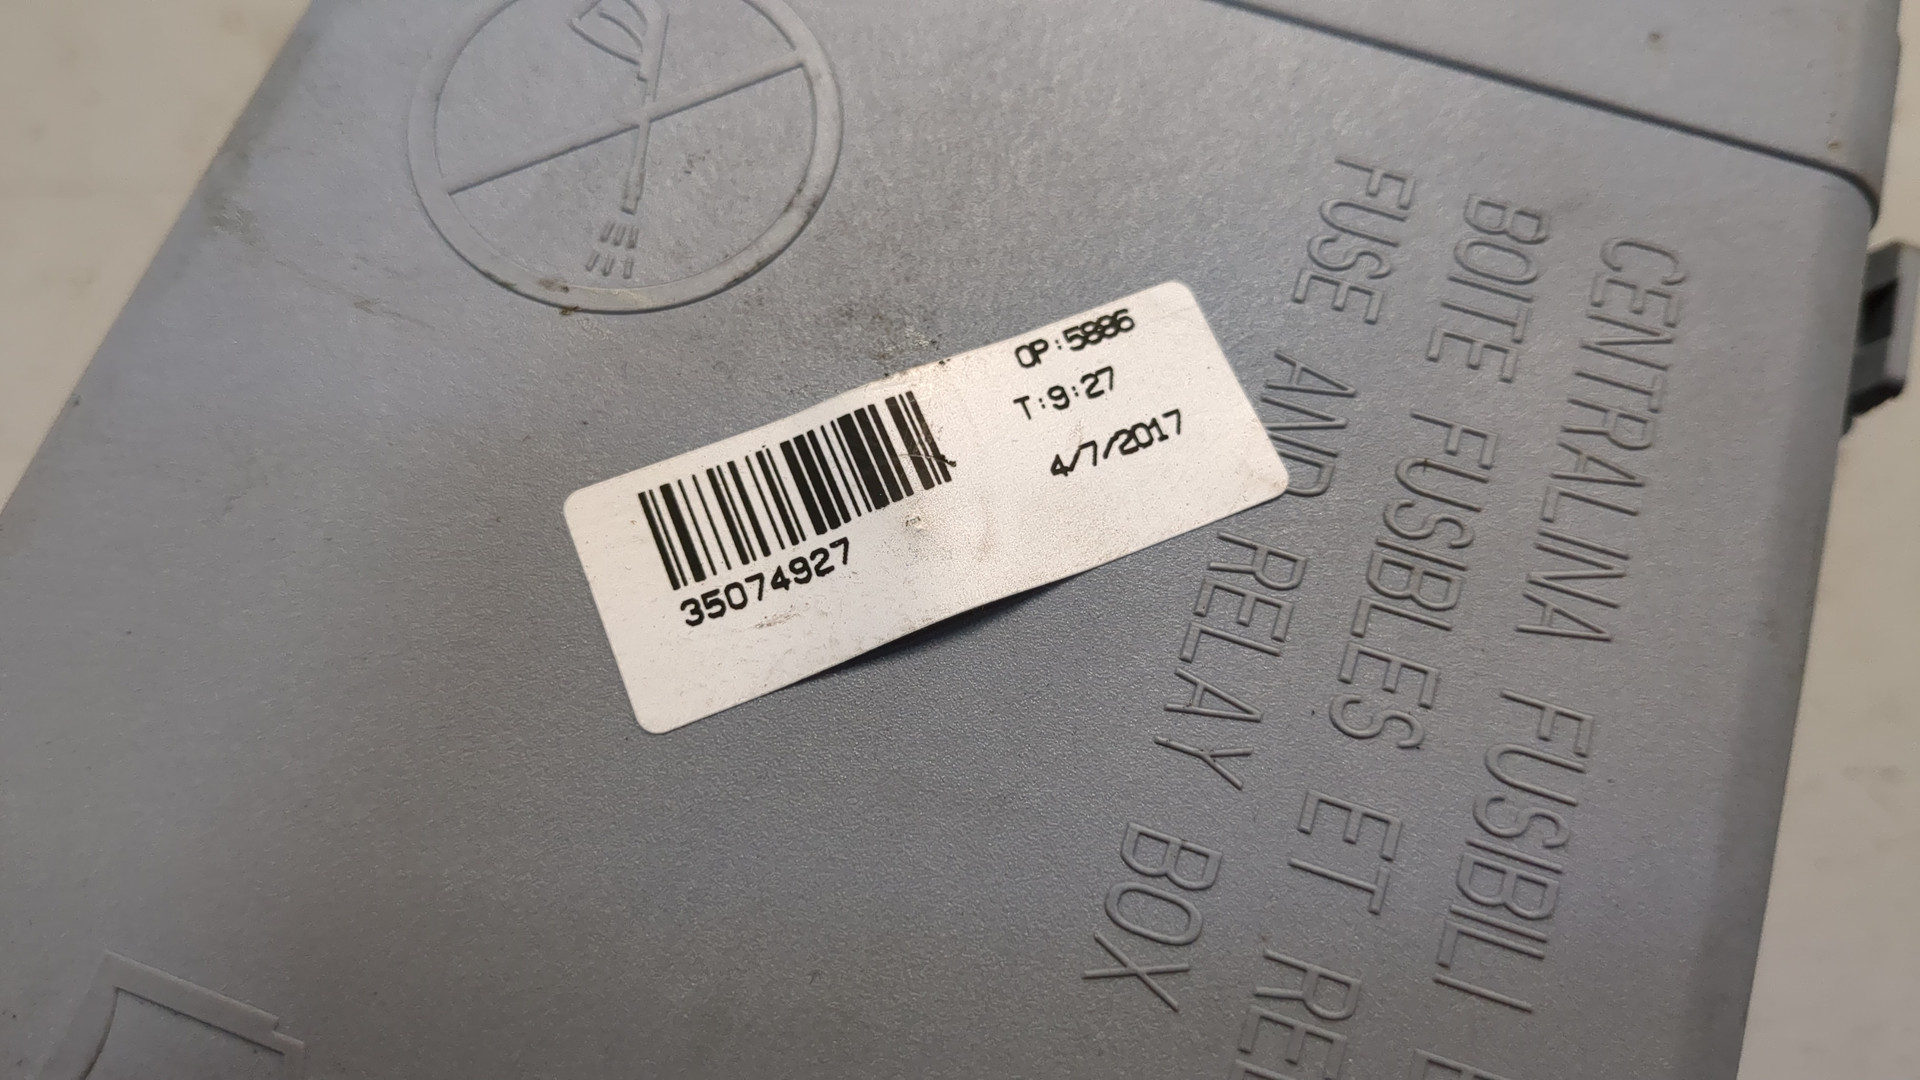 OP:5886
T:9:27
4/7/2017
35074927
FUSE AND RELAY BOX
BOITE FUSIBLES ET RE
CENTRALINA FUSIBILI E